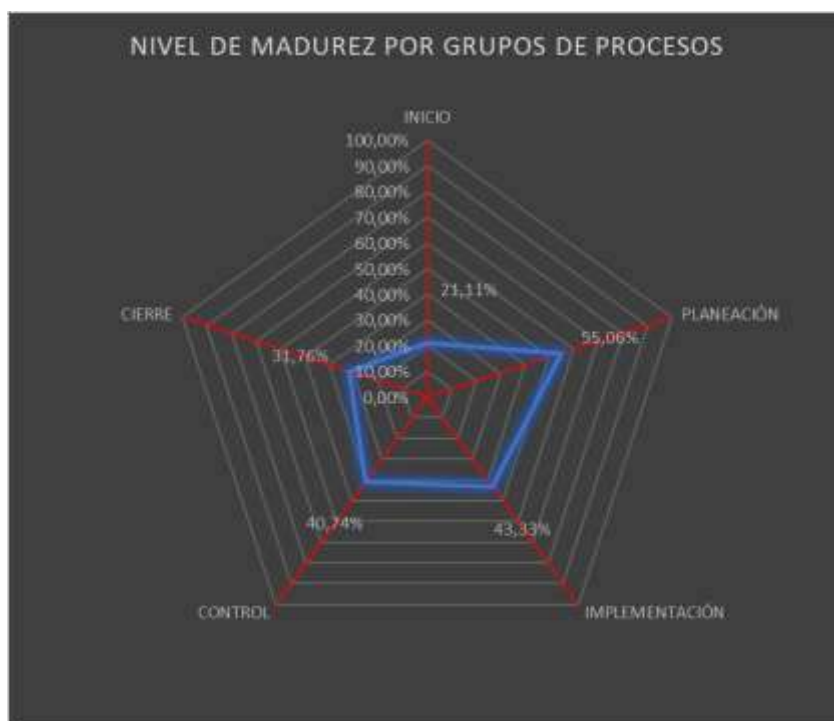 NIVEL DE MADUREZ POR GRUPOS DE PROCESOS
INICIO
100,00%
90,00%
80,00%
70,00%
60,00%
50,00%
40,00%
30,00%
20,00%
10,00%
0,00%
21,11%
PLANEACIÓN
55,06%
CIERRE
31,76%
40,74%
43,33%
CONTROL
IMPLEMENTACIÓN